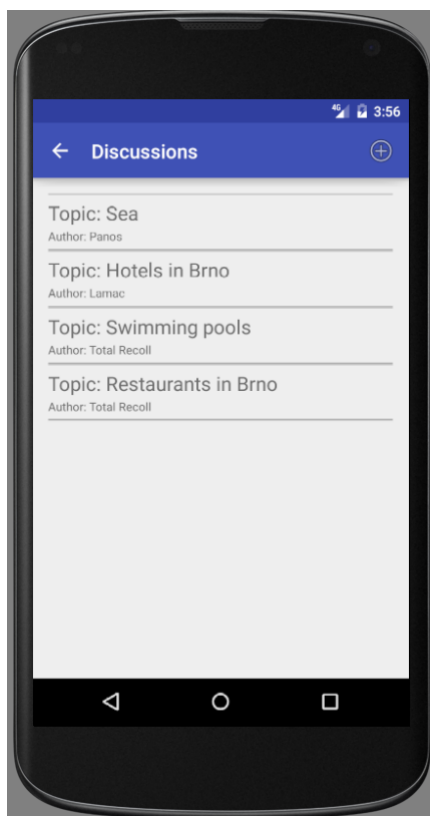 4G 3:56
Discussions
Topic: Sea
Author: Panos
Topic: Hotels in Brno
Author: Lamac
Topic: Swimming pools
Author: Total Recoll
Topic: Restaurants in Brno
Author: Total Recoll